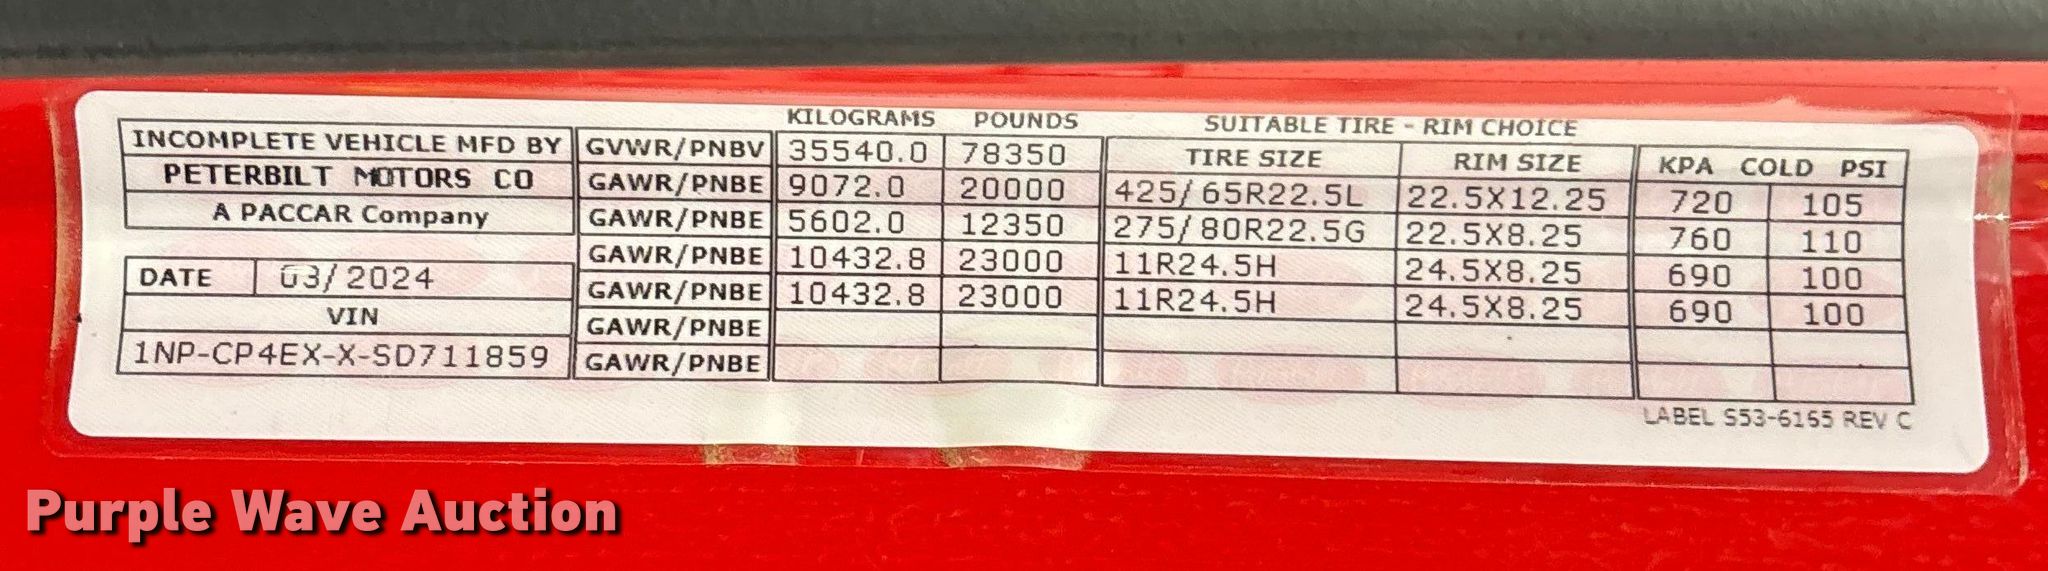 KILOGRAMS POUNDS SUITABLE TIRE - RIM CHOICE
INCOMPLETE VEHICLE MFD BY GVWR/PNBV 35540.0 78350 TIRE SIZE RIM SIZE KPA COLD PSI
PETERBILT MOTORS CO GAWR/PNBE 9072.0 20000 425/65R22.5L 22.5X12.25 720 105
A PACCAR Company GAWR/PNBE 5602.0 12350 275/80R22.5G 22.5X8.25 760 110
GAWR/PNBE 10432.8 23000 11R24.5H 24.5X8.25 690 100
DATE 03/2024 GAWR/PNBE 10432.8 23000 11R24.5H 24.5X8.25 690 100
VIN GAWR/PNBE
1NP-CP4EX-X-SD711859 GAWR/PNBE
LABEL S53-6165 REV C
Purple Wave Auction